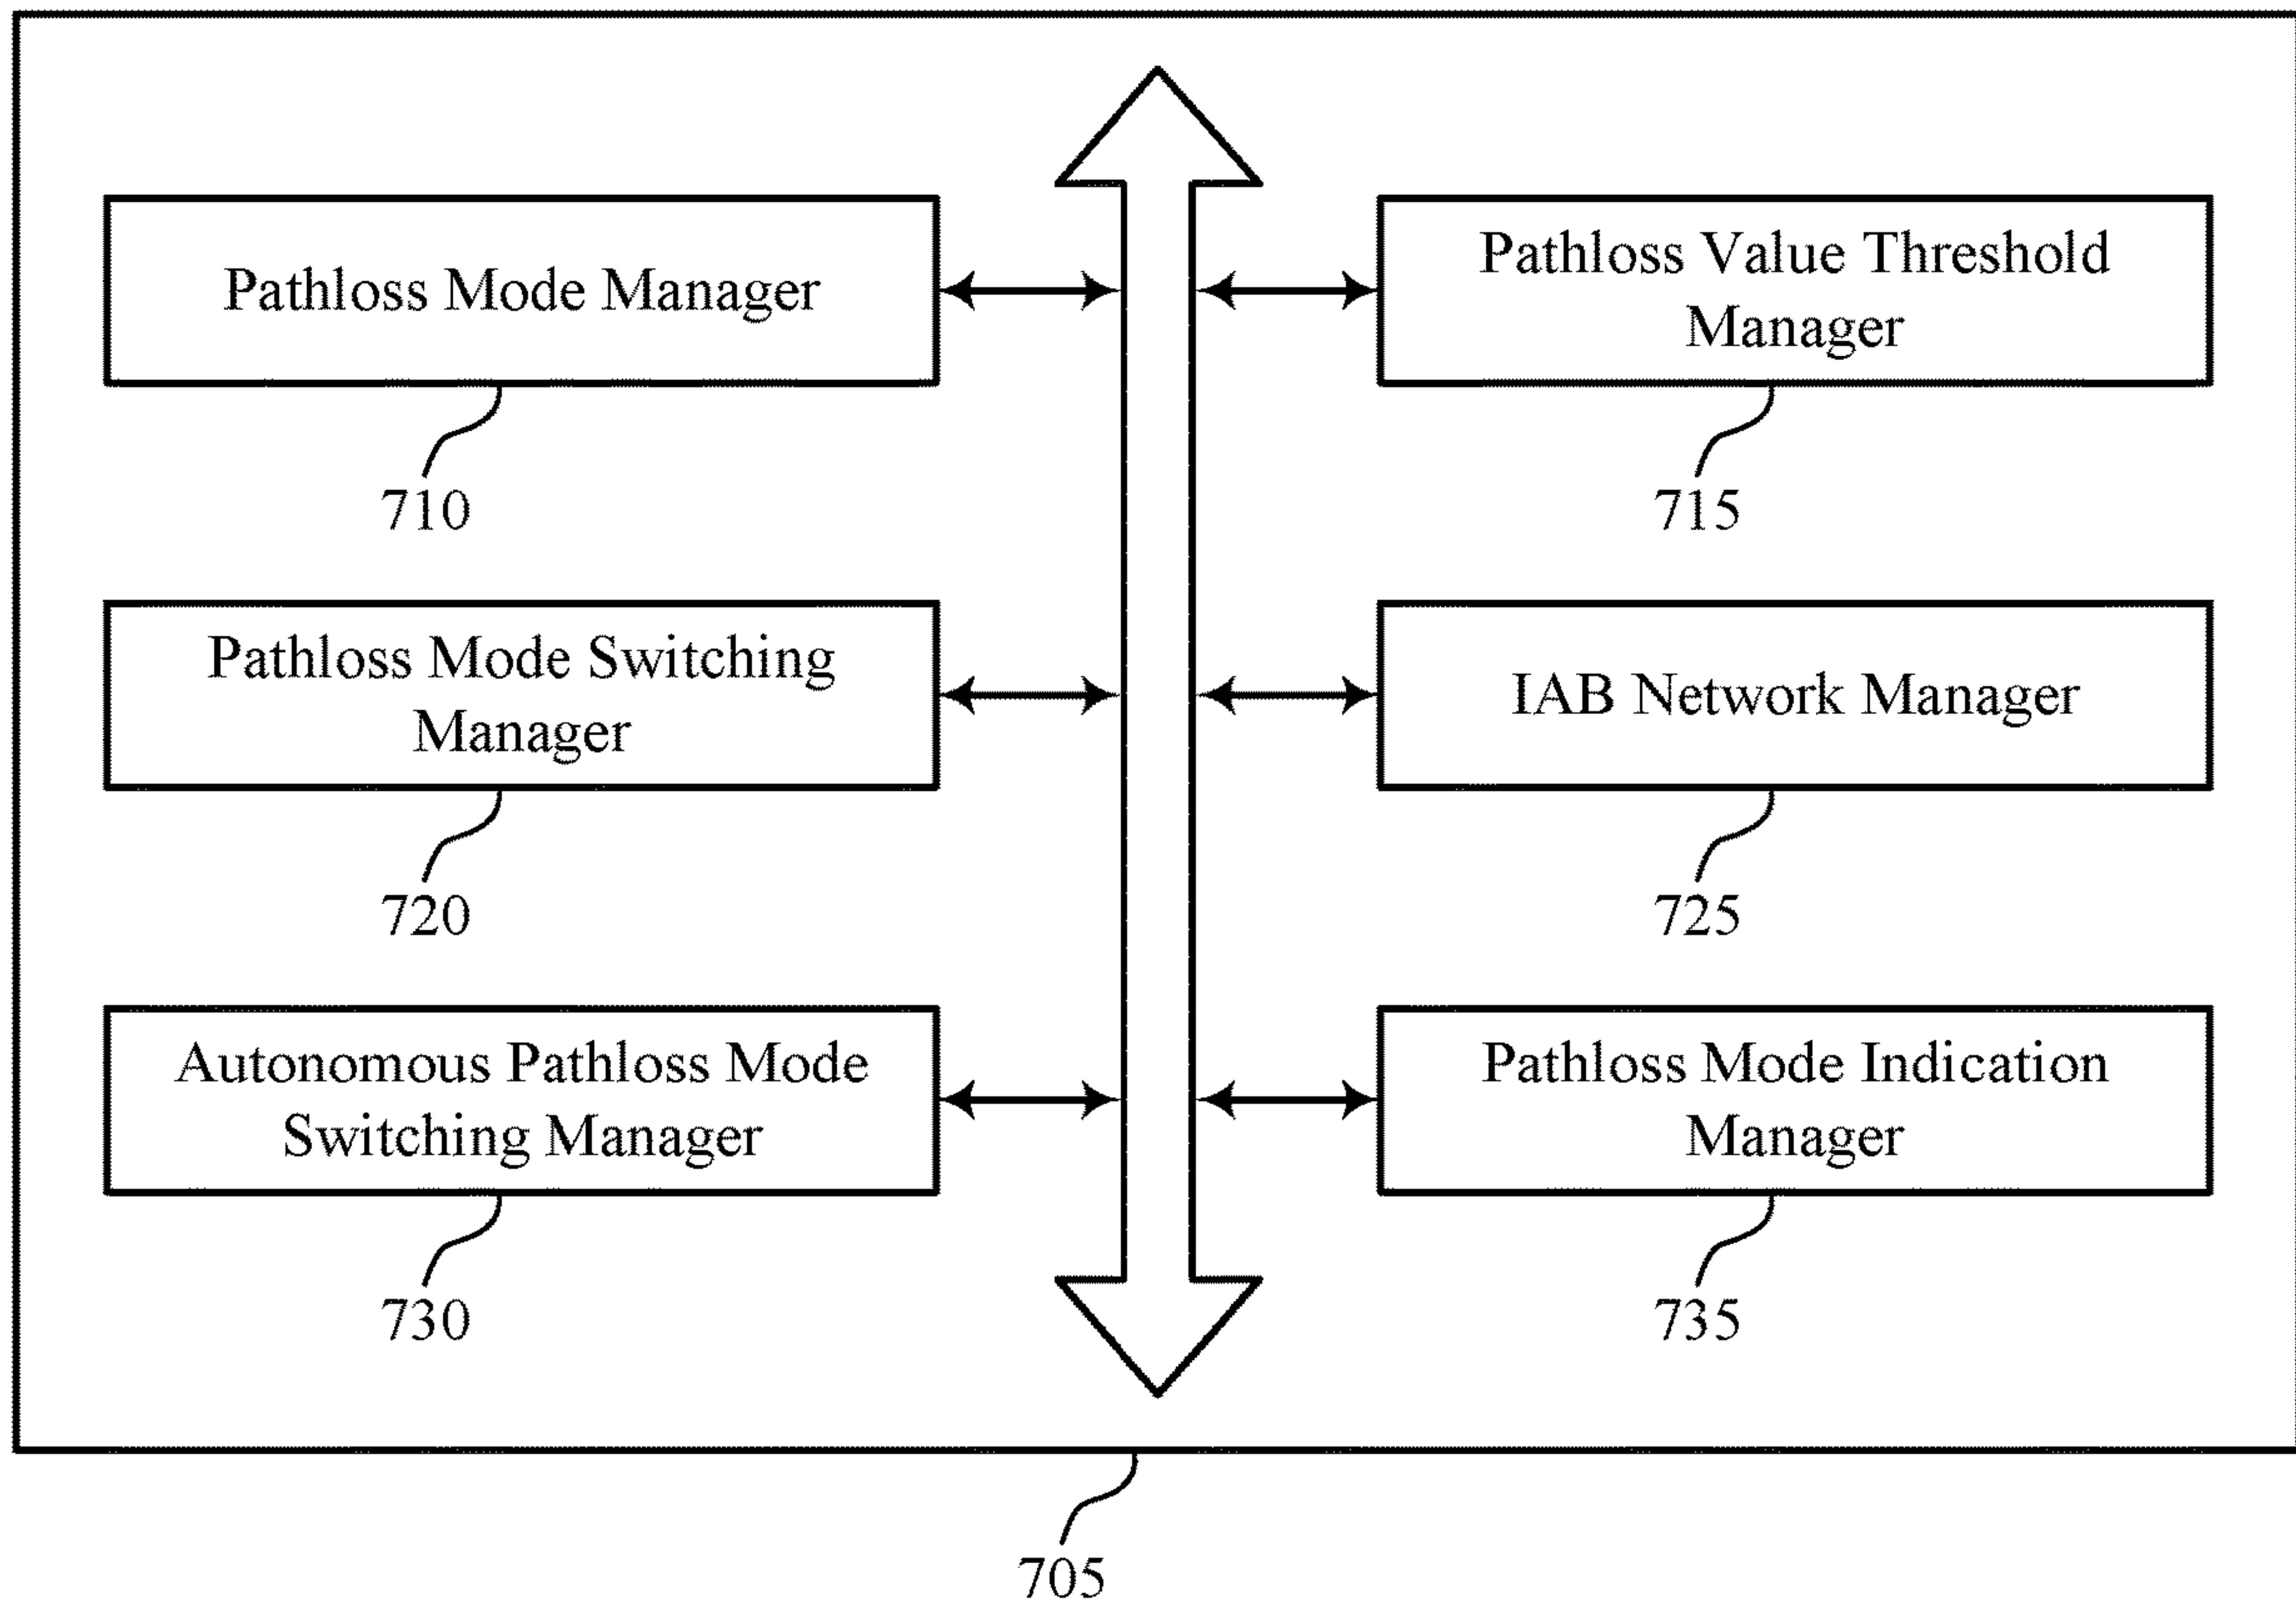 Pathloss Mode Manager
710
Pathloss Value Threshold
Manager
715
Pathloss Mode Switching
Manager
720
IAB Network Manager
725
Autonomous Pathloss Mode
Switching Manager
730
Pathloss Mode Indication
Manager
735
705